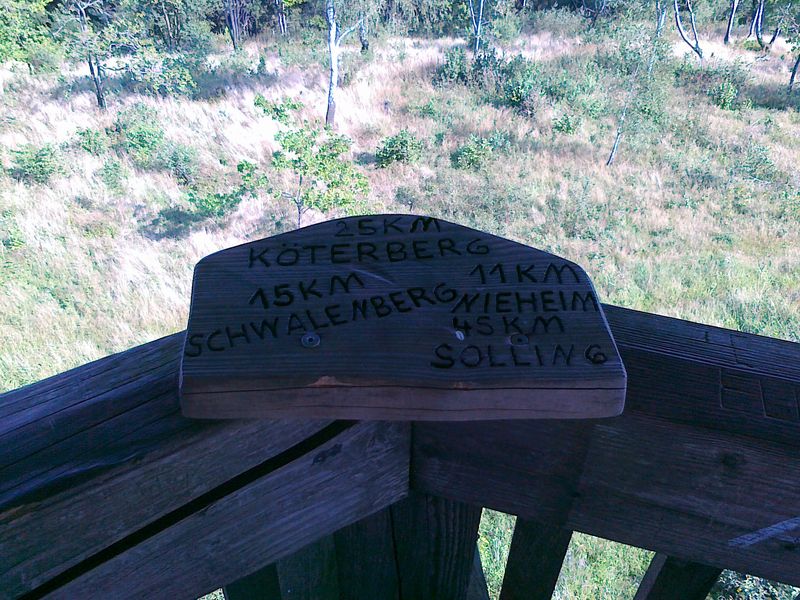 25KM
KÖTERBERG
15KM
SCHWALENBERG
11KM
NIEHEIM
45KM
SOLLING